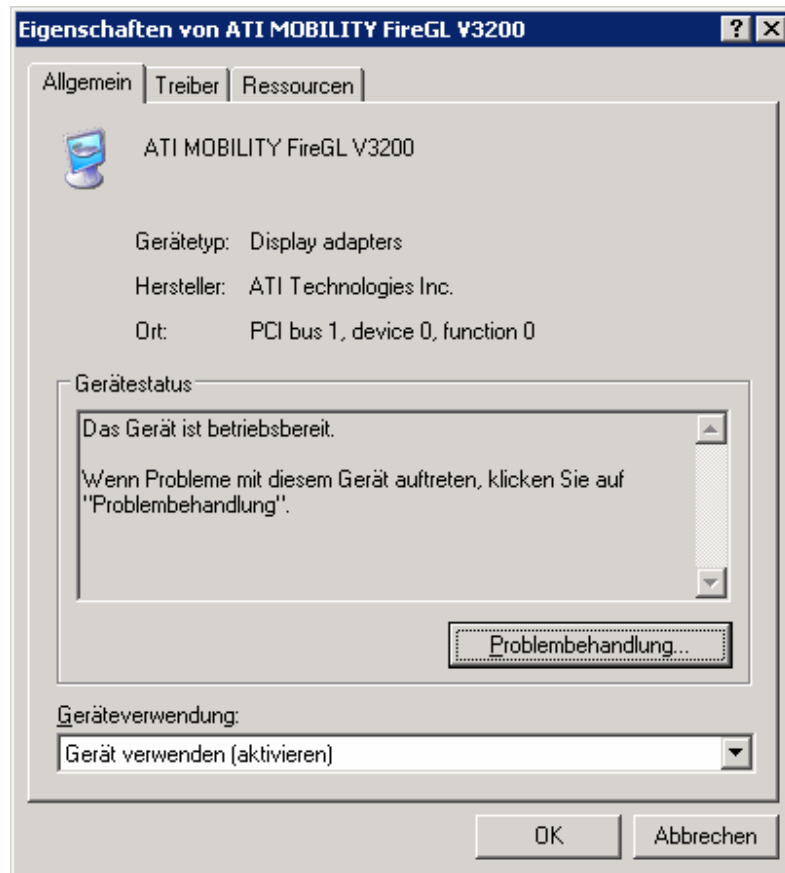 Eigenschaften von ATI MOBILITY FireGL V3200
Allgemein Treiber Ressourcen
ATI MOBILITY FireGL V3200
Gerätetyp: Display adapters
Hersteller: ATI Technologies Inc.
Ort: PCI bus 1, device 0, function 0
Gerätestatus
Das Gerät ist betriebsbereit.
Wenn Probleme mit diesem Gerät auftreten, klicken Sie auf
"Problembehandlung".
Problembehandlung...
Geräteverwendung:
Gerät verwenden (aktivieren)
OK Abbrechen